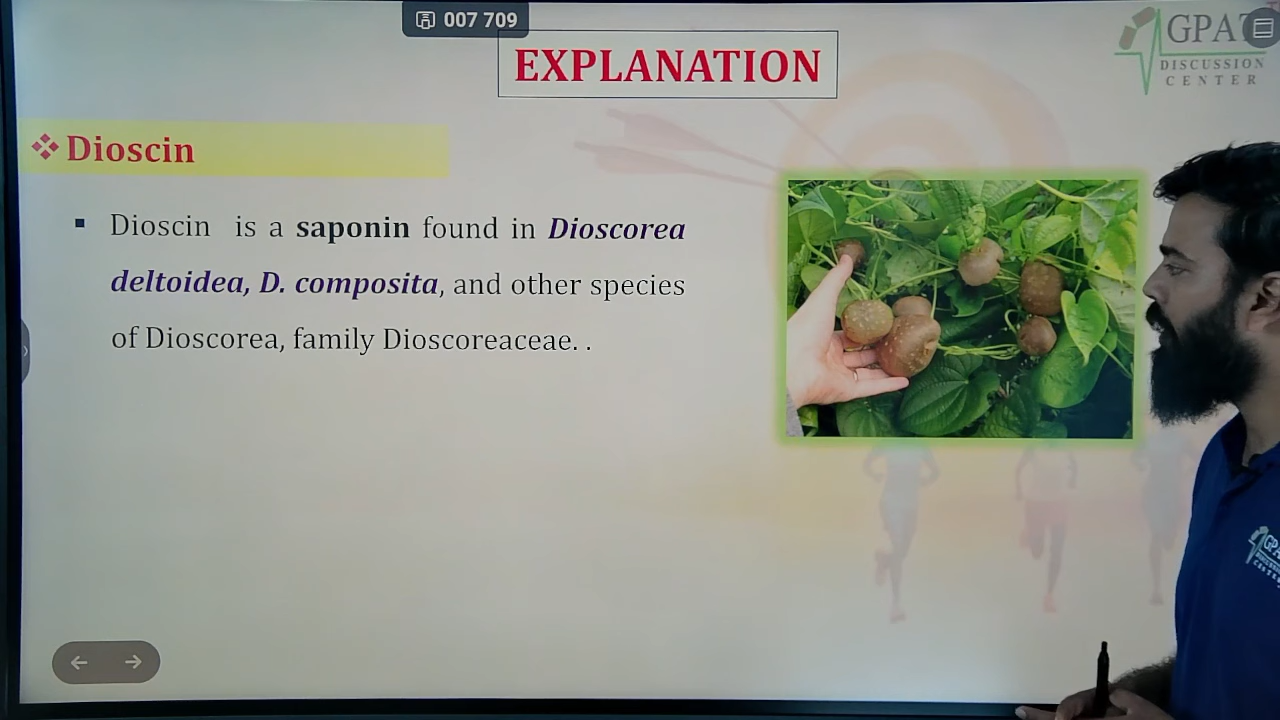 007 709
EXPLANATION
GPAT
DISCUSSION
CENTER
❖ Dioscin
▪ Dioscin is a saponin found in Dioscorea
deltoidea, D. composita, and other species
of Dioscorea, family Dioscoreaceae. .
← →